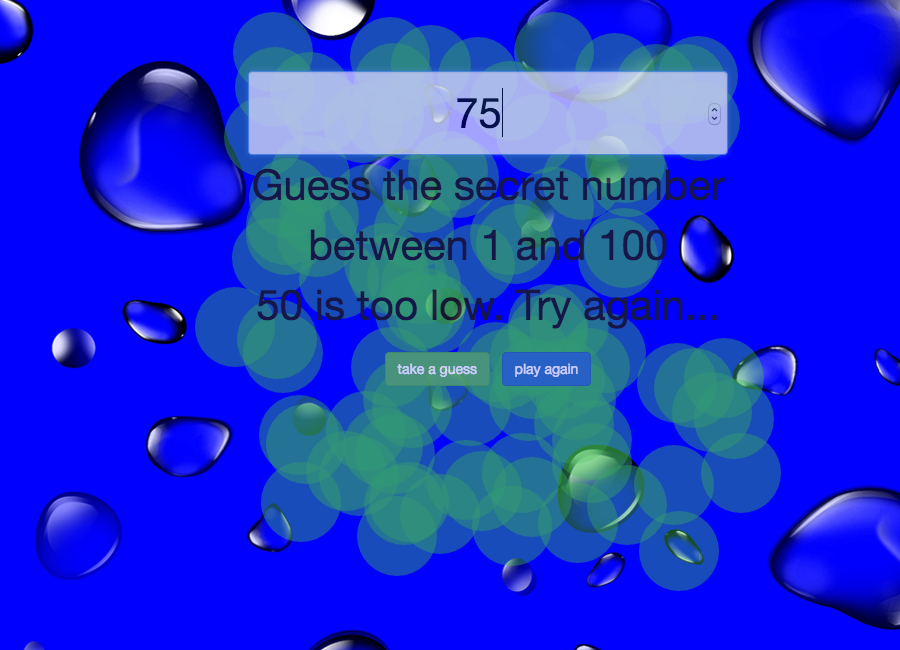 75
Guess the secret number
between 1 and 100
50 is too low. Try again...
take a guess play again